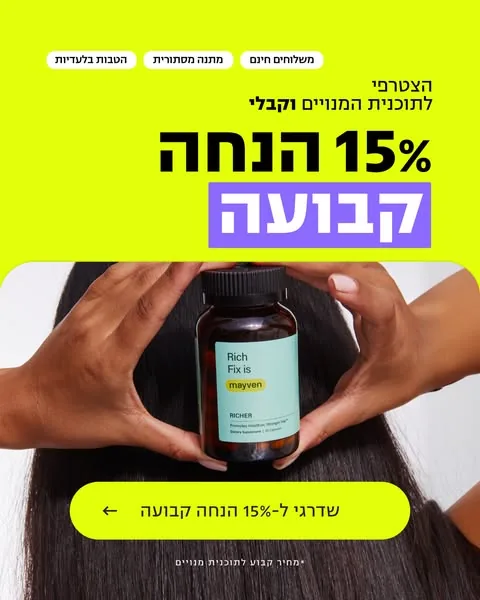 משלוחים חינם
מתנה מסתורית
הטבות בלעדיות
הצטרפי
לתוכנית המנויים וקבלי
15% הנחה
קבועה
Rich
Fix is
mayven
RICHER
שדרגי ל-15% הנחה קבועה ←
*מחיר קבוע לתוכנית מנויים